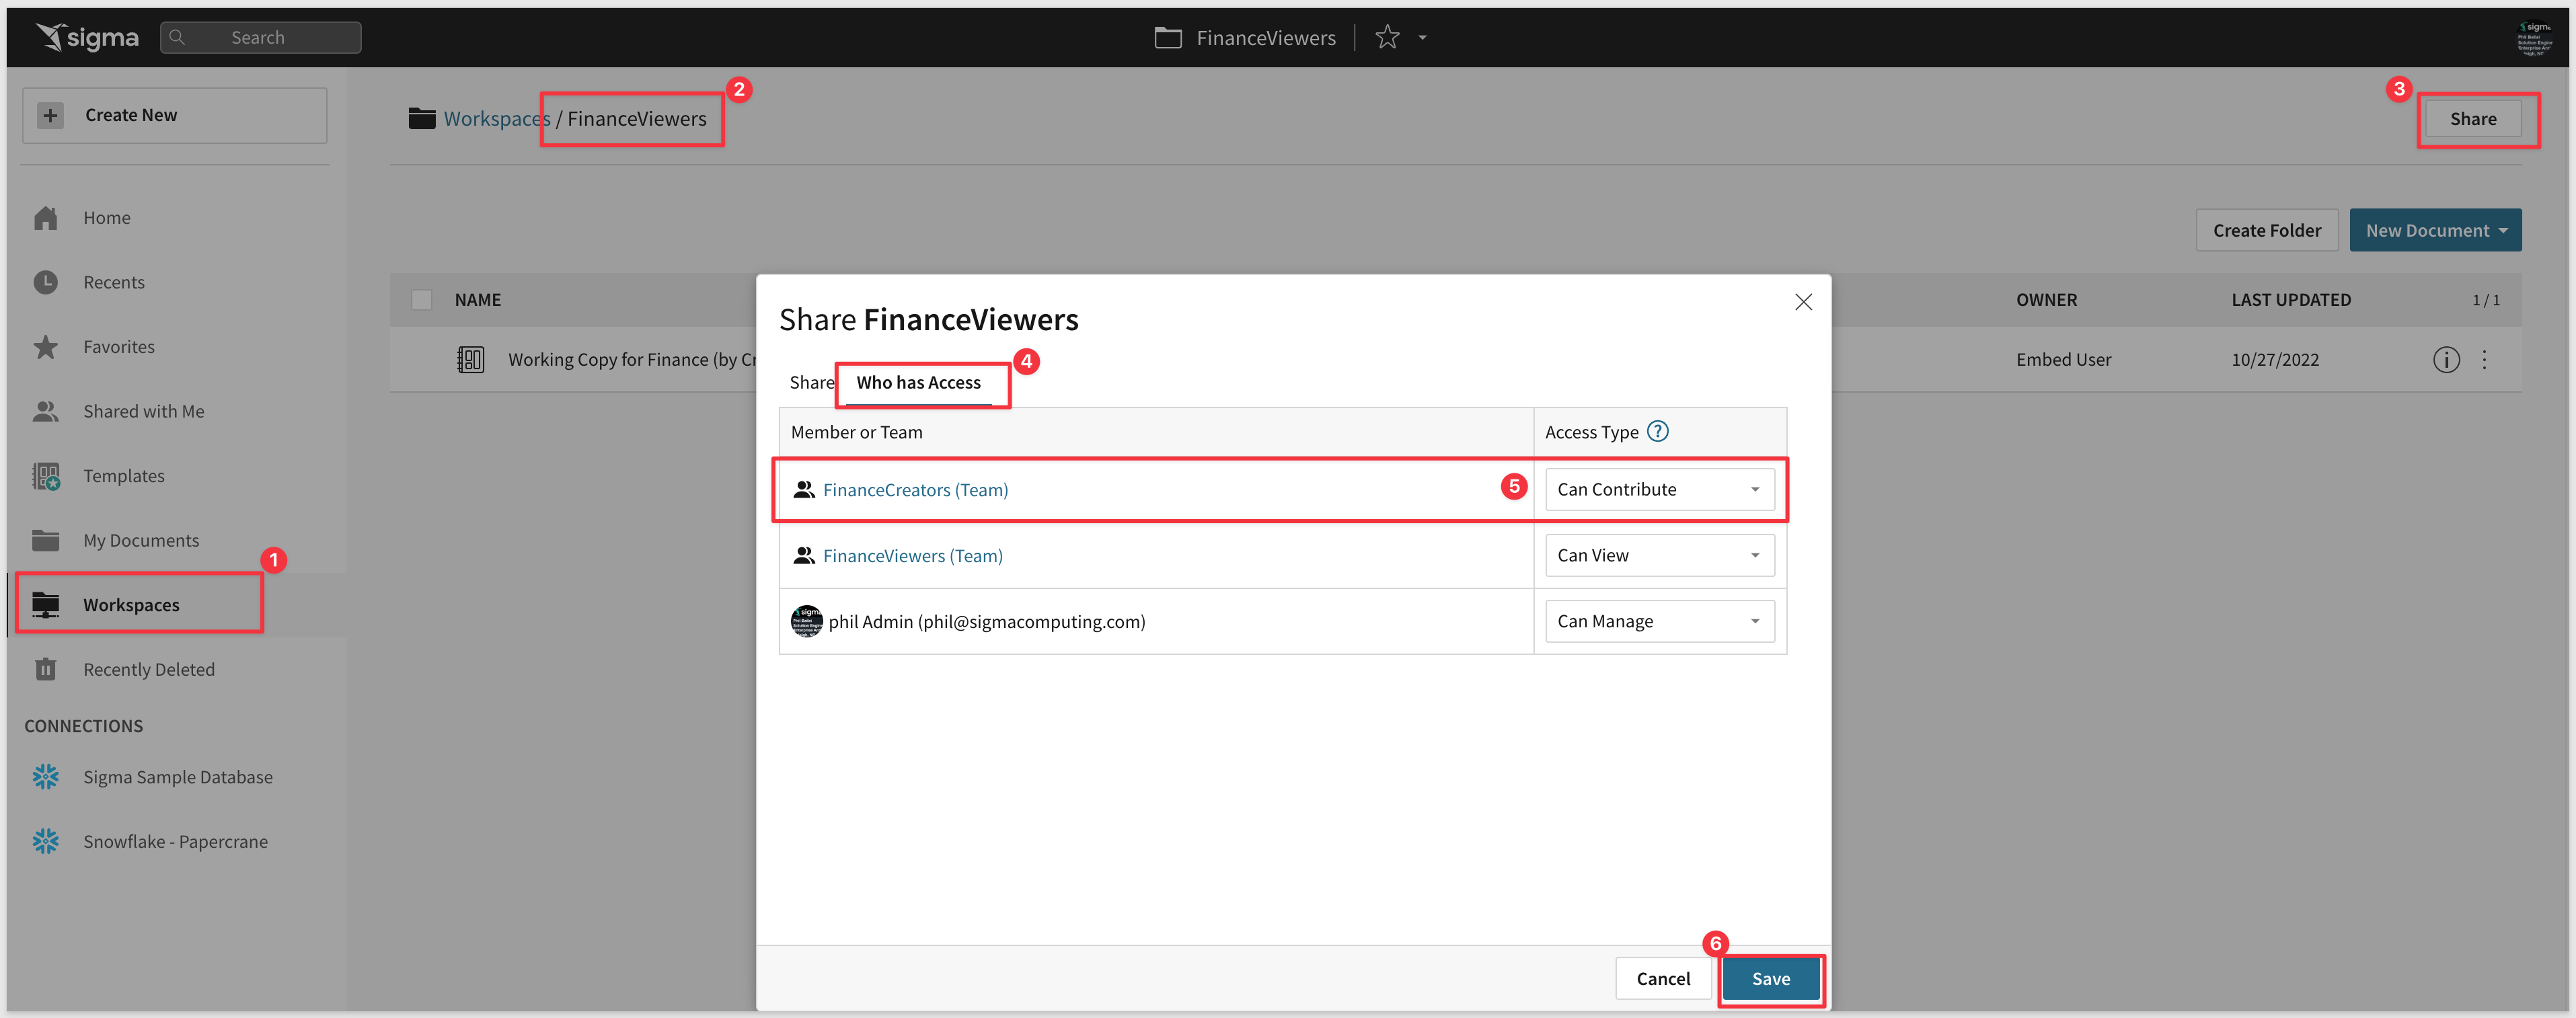 sigma
Search
FinanceViewers
2
3
Create New
Workspaces / FinanceViewers
Share
Home
Create Folder
New Document
Recents
NAME
OWNER
LAST UPDATED
1 / 1
Share FinanceViewers
Favorites
Working Copy for Finance (by Cr
Embed User
10/27/2022
4
Share
Who has Access
Shared with Me
Member or Team
Access Type ?
Templates
FinanceCreators (Team)
5
Can Contribute
My Documents
FinanceViewers (Team)
Can View
1
Workspaces
phil Admin (phil@sigmacomputing.com)
Can Manage
Recently Deleted
CONNECTIONS
Sigma Sample Database
Snowflake - Papercrane
6
Cancel
Save